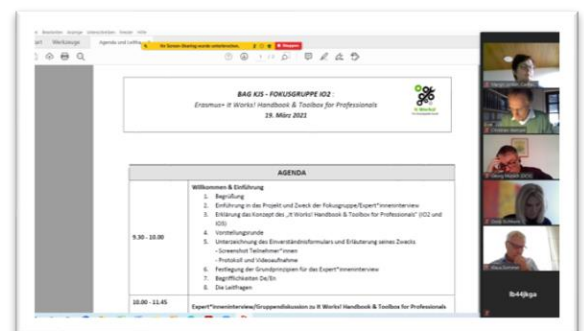 Werkzeuge
Agenda und Leitfra
Ihr Screen-Sharing wurde unterbrochen.
BAG KJS - FOKUSGRUPPE IO2 :
Erasmus+ It Works! Handbook & Toolbox for Professionals
19. März 2021
It Works!
AGENDA
Willkommen & Einführung
1. Begrüßung
2. Einführung in das Projekt und Zweck der Fokusgruppe/Expert*inneninterview
3. Erklärung das Konzept des „It Works! Handbook & Toolbox for Professionals" (IO2 und
IO3)
4. Vorstellungsrunde
9.30 - 10.00
5. Unterzeichnung des Einverständnisformulars und Erläuterung seines Zwecks
- Screenshot Teilnehmer*innen
- Protokoll und Videoaufnahme
6. Festlegung der Grundprinzipien für das Expert*inneninterview
7. Begrifflichkeiten De/En
8. Die Leitfragen
10.00 - 11.45
Expert*inneninterview/Gruppendiskussion zu It Works! Handbook & Toolbox for Professionals
lb44jkga